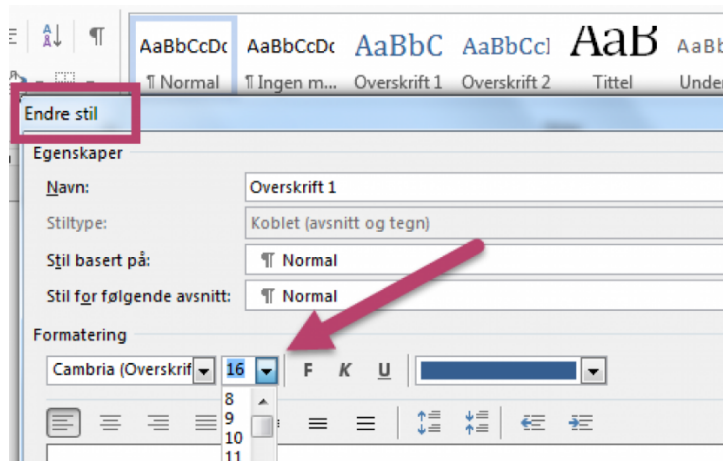 AaBbCcDc AaBbCcDc AaBbC AaBbCcl AaB AaBb
¶ Normal ¶ Ingen m... Overskrift 1 Overskrift 2 Tittel Under
Endre stil
Egenskaper
Navn: Overskrift 1
Stiltype: Koblet (avsnitt og tegn)
Stil basert på: ¶ Normal
Stil for følgende avsnitt: ¶ Normal
Formatering
Cambria (Overskrif 16 F K U
8
9
10
11